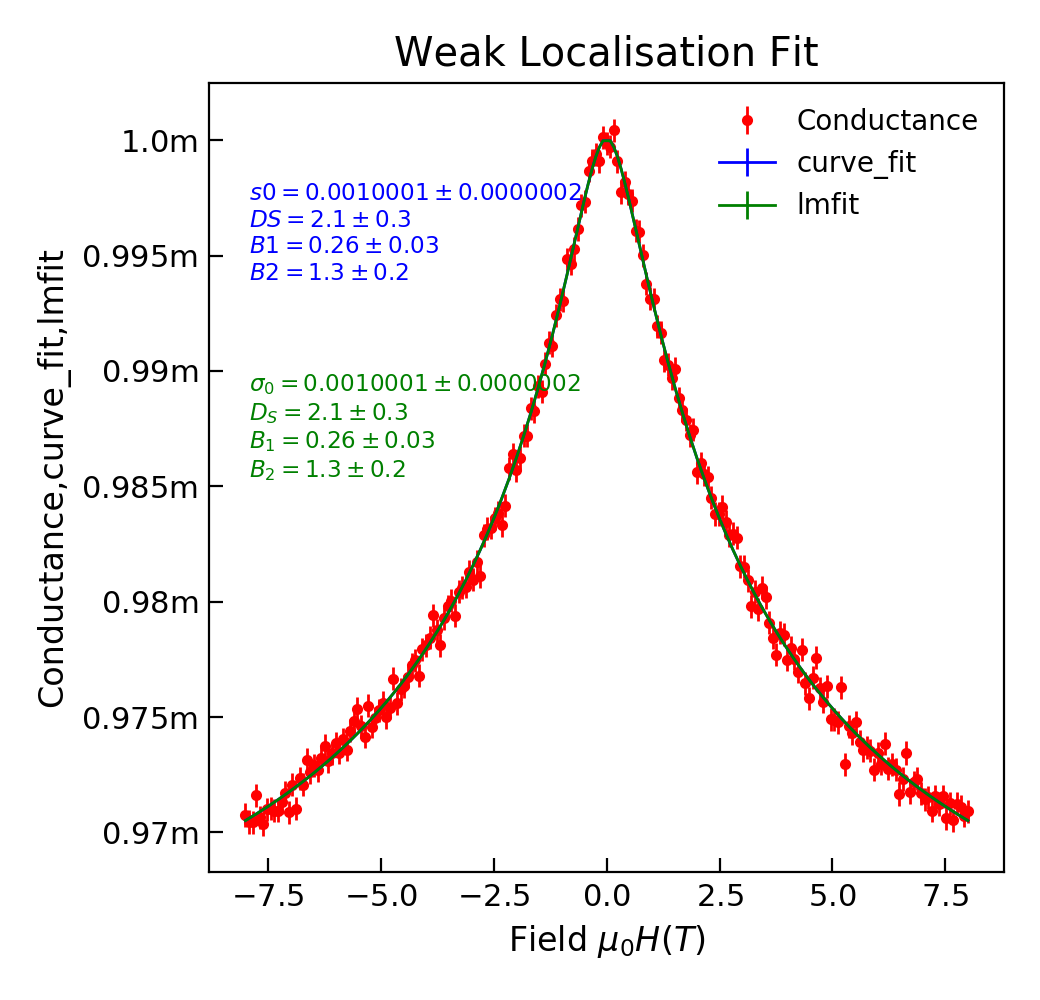 Weak Localisation Fit
Conductance
curve_fit
lmfit
s0 = 0.0010001 ± 0.0000002
DS = 2.1 ± 0.3
B1 = 0.26 ± 0.03
B2 = 1.3 ± 0.2
σ₀ = 0.0010001 ± 0.0000002
D_S = 2.1 ± 0.3
B₁ = 0.26 ± 0.03
B₂ = 1.3 ± 0.2
Conductance,curve_fit,lmfit
1.0m
0.995m
0.99m
0.985m
0.98m
0.975m
0.97m
−7.5 −5.0 −2.5 0.0 2.5 5.0 7.5
Field μ₀H(T)